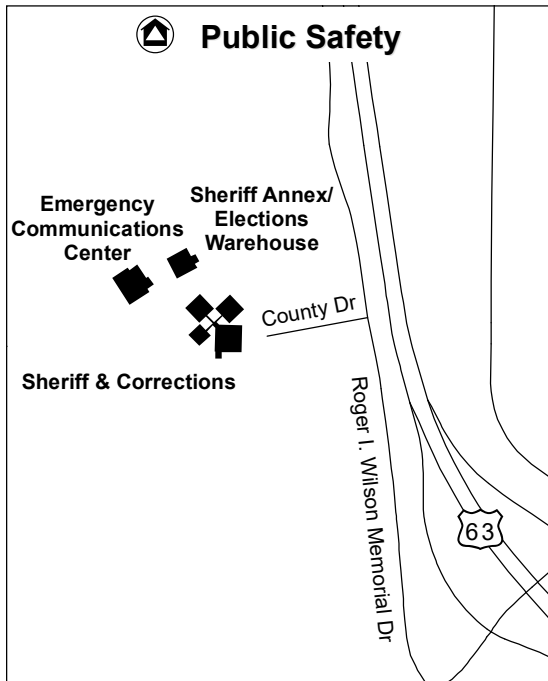 Public Safety
Sheriff Annex/
Elections
Warehouse
Emergency
Communications
Center
County Dr
Sheriff & Corrections
Roger I. Wilson Memorial Dr
63